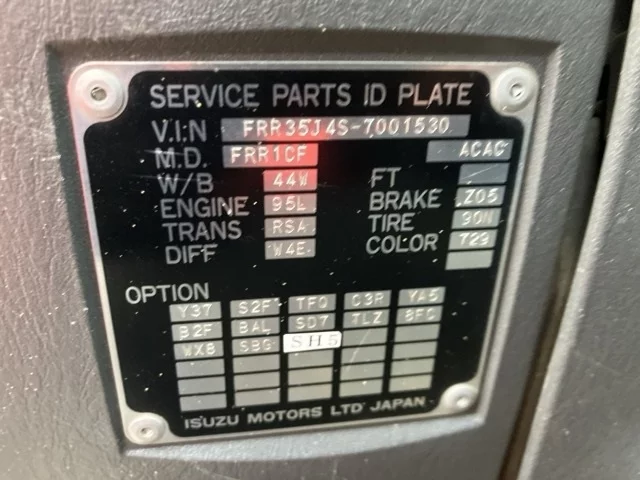 SERVICE PARTS ID PLATE
V.I.N FRR35J4S-7001530
M.D. FRR1CF ACAC
W/B 44W FT
ENGINE 95L BRAKE Z05
TRANS RSA TIRE 90N
DIFF W4E COLOR 729
OPTION
Y37 S2F TFQ C3R YA5
B2F BAL SD7 TLZ 8FC
WX8 SBG SH5
ISUZU MOTORS LTD JAPAN